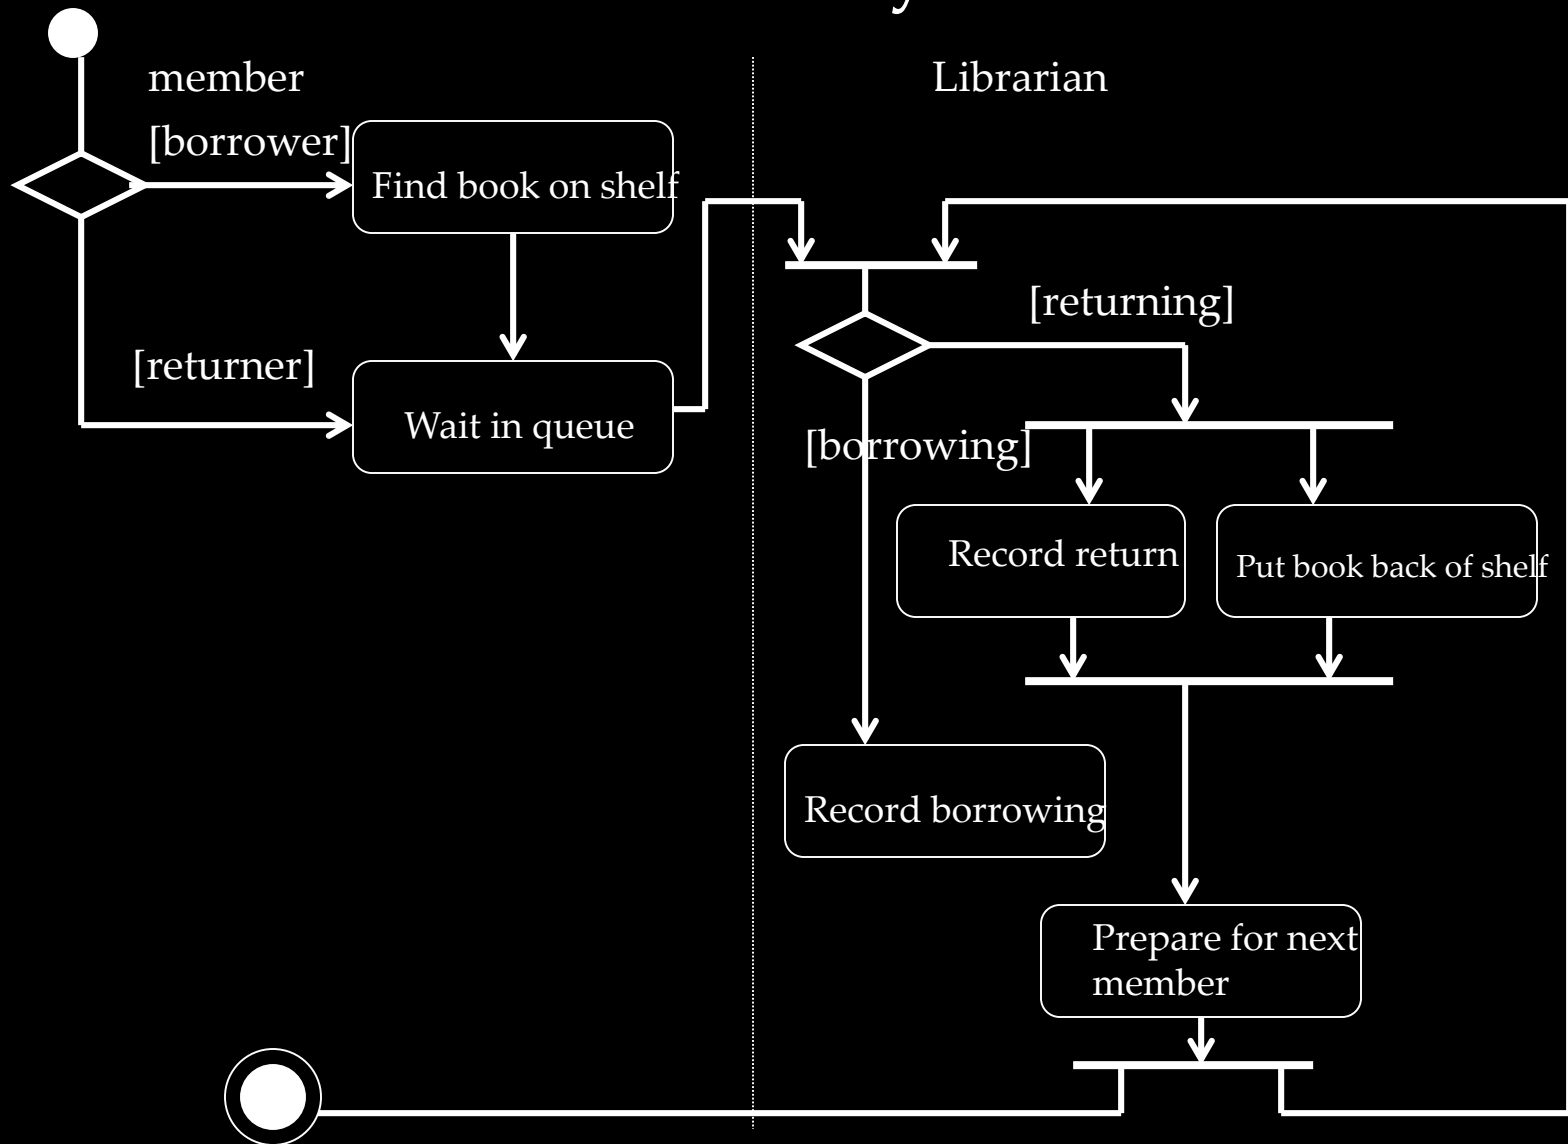 member
Librarian
[borrower]
Find book on shelf
[returning]
[returner]
Wait in queue
[borrowing]
Record return
Put book back of shelf
Record borrowing
Prepare for next
member